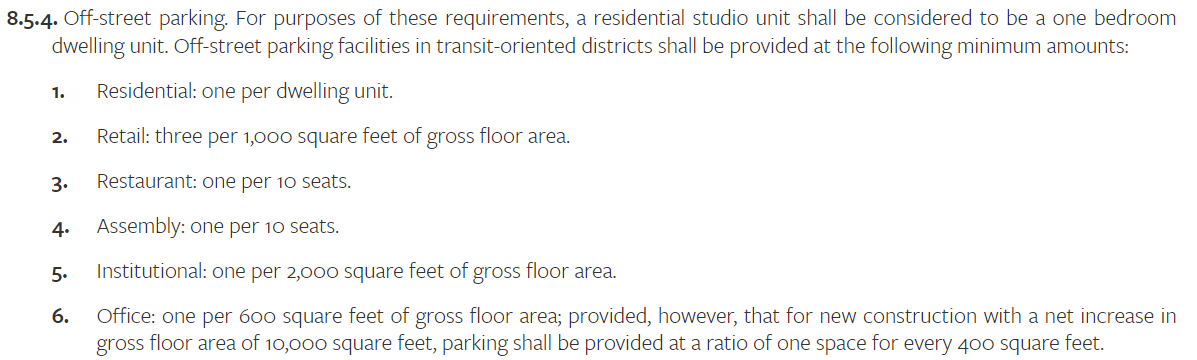 8.5.4. Off-street parking. For purposes of these requirements, a residential studio unit shall be considered to be a one bedroom
dwelling unit. Off-street parking facilities in transit-oriented districts shall be provided at the following minimum amounts:
1. Residential: one per dwelling unit.
2. Retail: three per 1,000 square feet of gross floor area.
3. Restaurant: one per 10 seats.
4. Assembly: one per 10 seats.
5. Institutional: one per 2,000 square feet of gross floor area.
6. Office: one per 600 square feet of gross floor area; provided, however, that for new construction with a net increase in
gross floor area of 10,000 square feet, parking shall be provided at a ratio of one space for every 400 square feet.